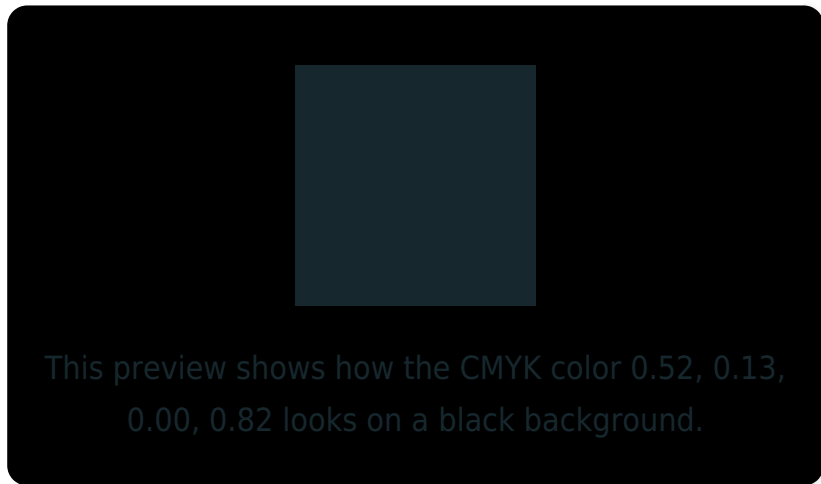 This preview shows how the CMYK color 0.52, 0.13,
0.00, 0.82 looks on a black background.